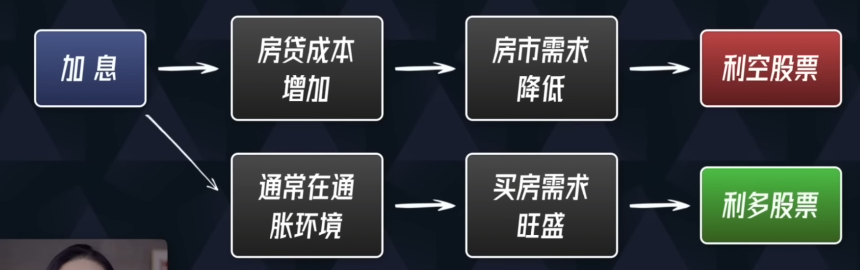 加息
房贷成本
增加
房市需求
降低
利空股票
通常在通
胀环境
买房需求
旺盛
利多股票